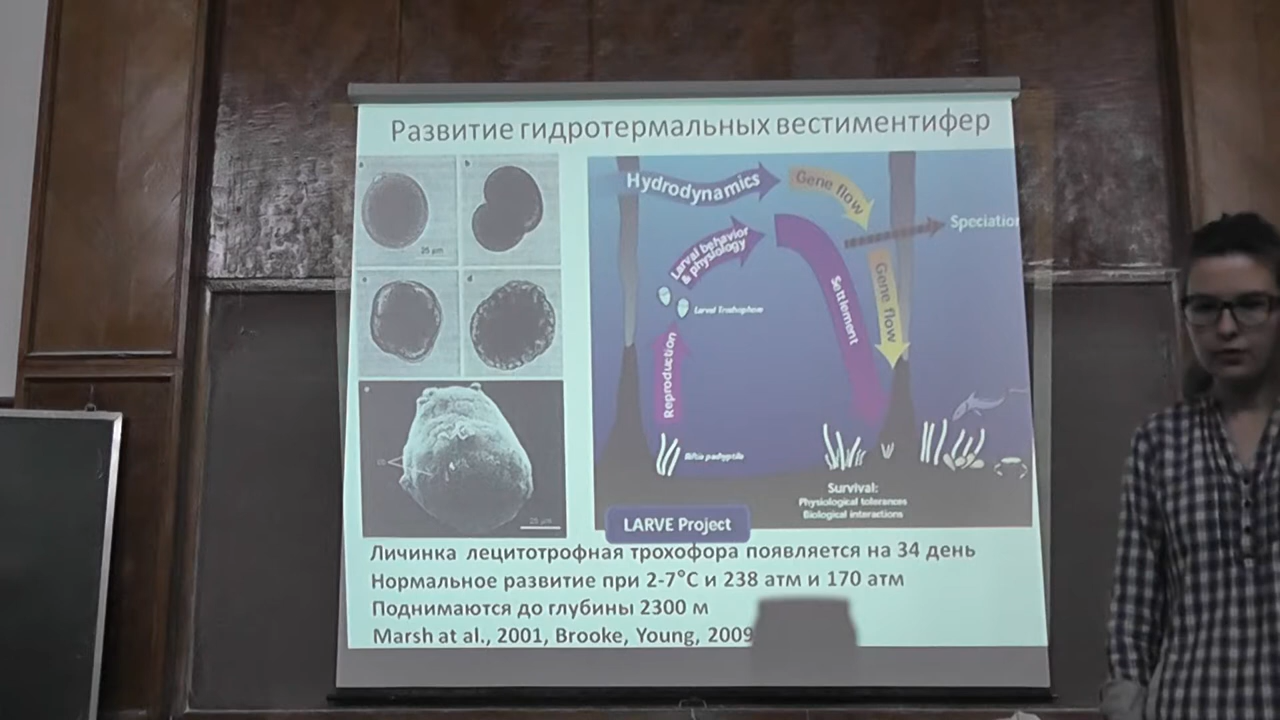 Развитие гидротермальных вестиментифер
a
b
25 µm
c
d
e
25 µm
Hydrodynamics
Gene flow
Speciation
Larval behavior
& physiology
Larval Trochophore
Settlement
Gene flow
Reproduction
Riftia pachyptila
Survival:
Physiological tolerances
Biological interactions
LARVE Project
Личинка лецитотрофная трохофора появляется на 34 день
Нормальное развитие при 2-7°C и 238 атм и 170 атм
Поднимаются до глубины 2300 м
Marsh at al., 2001, Brooke, Young, 2009